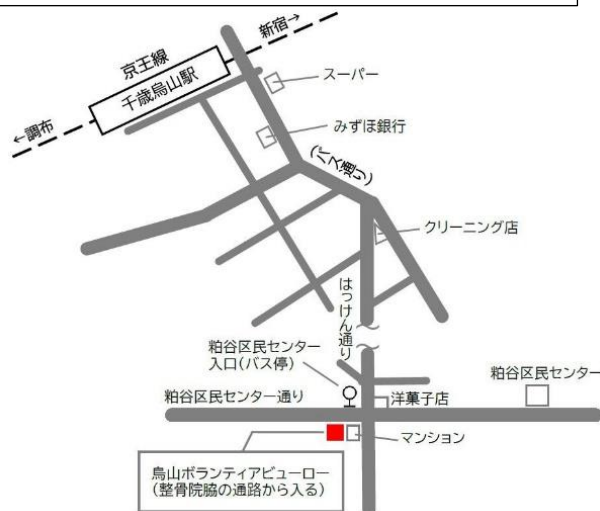 新宿→
京王線
千歳烏山駅
←調布
スーパー
みずほ銀行
(バス通り)
クリーニング店
はっけん通り
粕谷区民センター
入口(バス停)
粕谷区民センター
粕谷区民センター通り
洋菓子店
マンション
烏山ボランティアビューロー
(整骨院脇の通路から入る)